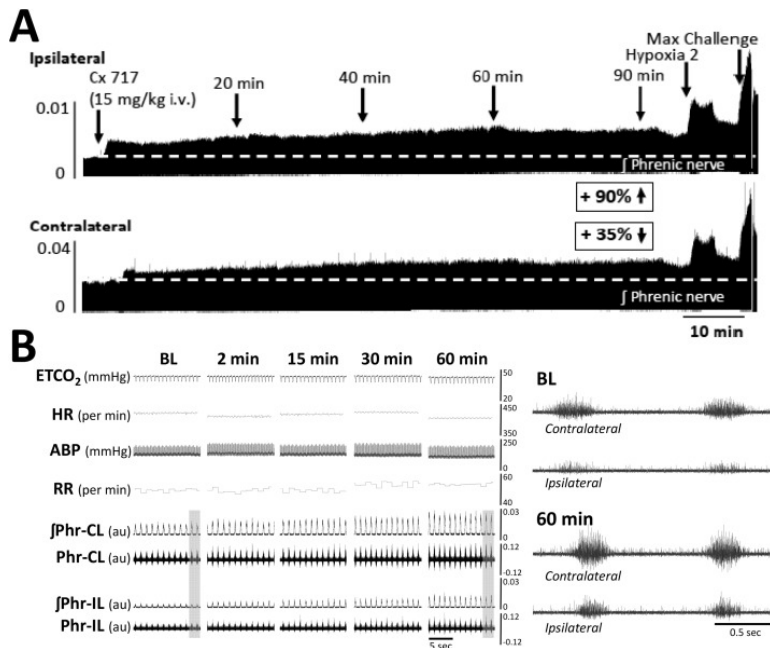 A
Ipsilateral
Cx 717
(15 mg/kg i.v.)
20 min
40 min
60 min
90 min
Hypoxia 2
Max Challenge
0.01
0
∫ Phrenic nerve
+ 90% ⬆
+ 35% ⬇
Contralateral
0.04
0
∫ Phrenic nerve
10 min
B
BL 2 min 15 min 30 min 60 min
ETCO₂ (mmHg)
50
20
HR (per min)
450
350
ABP (mmHg)
250
0
RR (per min)
60
40
∫Phr-CL (au)
0.03
0
Phr-CL (au)
0.12
-0.12
∫Phr-IL (au)
0.03
0
Phr-IL (au)
0.12
-0.12
5 sec
BL
Contralateral
Ipsilateral
60 min
Contralateral
Ipsilateral
0.5 sec